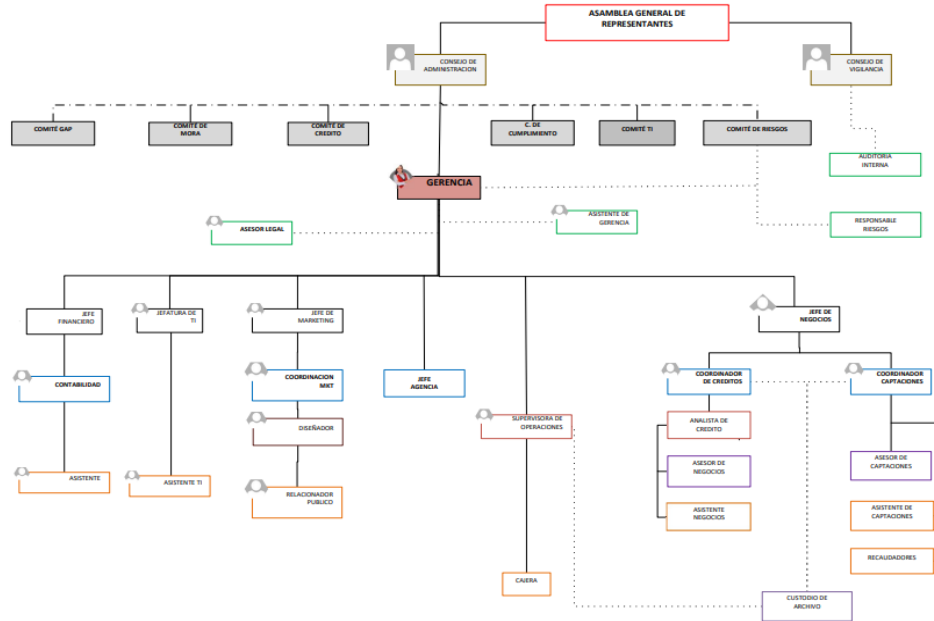 ASAMBLEA GENERAL DE
REPRESENTANTES
CONSEJO DE
ADMINISTRACION
CONSEJO DE
VIGILANCIA
COMITÉ GAP
COMITÉ DE
MORA
COMITÉ DE
CREDITO
C. DE
CUMPLIMIENTO
COMITÉ TI
COMITÉ DE RIESGOS
AUDITORIA
INTERNA
GERENCIA
ASESOR LEGAL
ASISTENTE DE
GERENCIA
RESPONSABLE
RIESGOS
JEFE
FINANCIERO
JEFATURA DE
TI
JEFE DE
MARKETING
JEFE DE
NEGOCIOS
CONTABILIDAD
COORDINACION
MKT
JEFE
AGENCIA
COORDINADOR
DE CREDITOS
COORDINADOR
CAPTACIONES
DISEÑADOR
SUPERVISORA DE
OPERACIONES
ANALISTA DE
CREDITO
ASESOR DE
NEGOCIOS
ASESOR DE
CAPTACIONES
ASISTENTE
ASISTENTE TI
RELACIONADOR
PUBLICO
ASISTENTE
NEGOCIOS
ASISTENTE DE
CAPTACIONES
RECAUDADORES
CAJERA
CUSTODIO DE
ARCHIVO